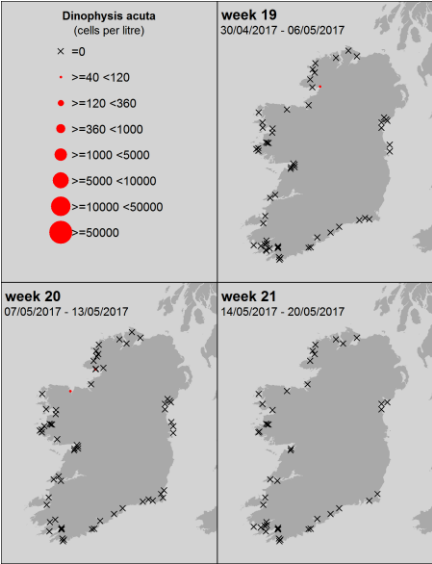 Dinophysis acuta
(cells per litre)
=0
>=40 <120
>=120 <360
>=360 <1000
>=1000 <5000
>=5000 <10000
>=10000 <50000
>=50000
week 19
30/04/2017 - 06/05/2017
week 20
07/05/2017 - 13/05/2017
week 21
14/05/2017 - 20/05/2017